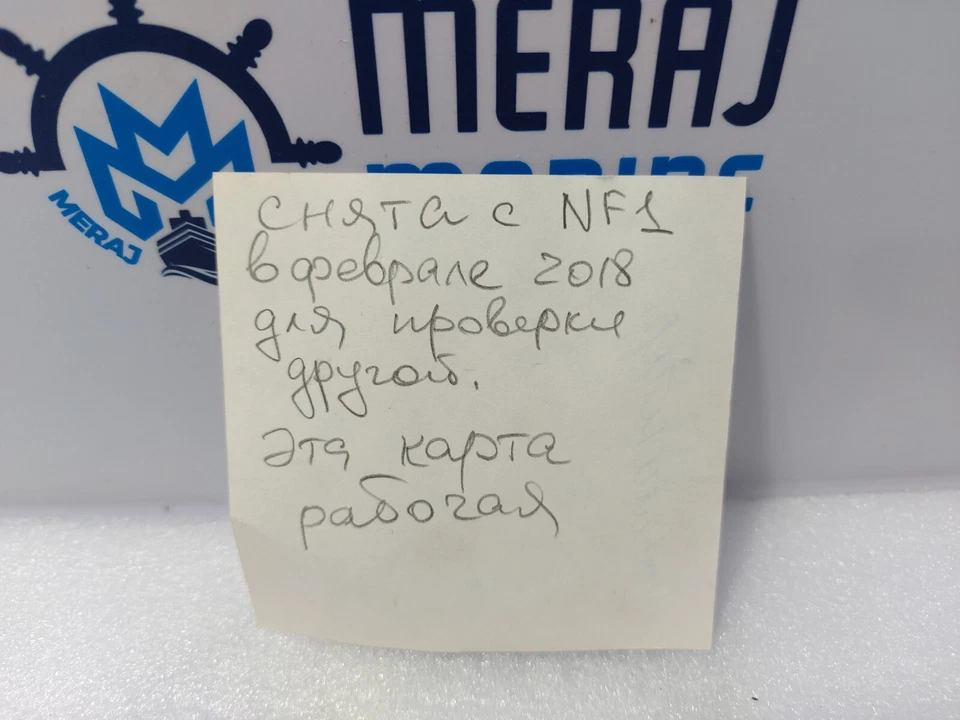 MERAJ
MERAJ
снята с NF1
в феврале 2018
для проверки
другой.
Эта карта
рабочая